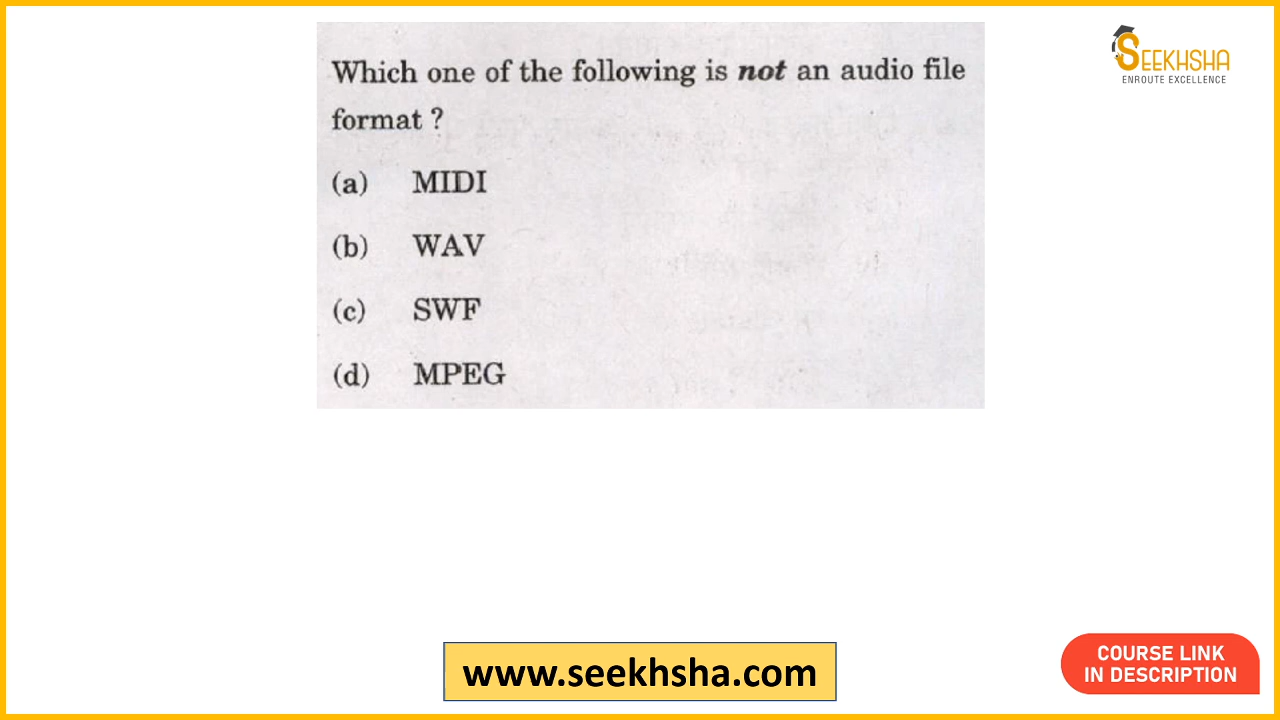 Which one of the following is not an audio file
format ?
(a) MIDI
(b) WAV
(c) SWF
(d) MPEG
SEEKHSHA
ENROUTE EXCELLENCE
www.seekhsha.com
COURSE LINK
IN DESCRIPTION